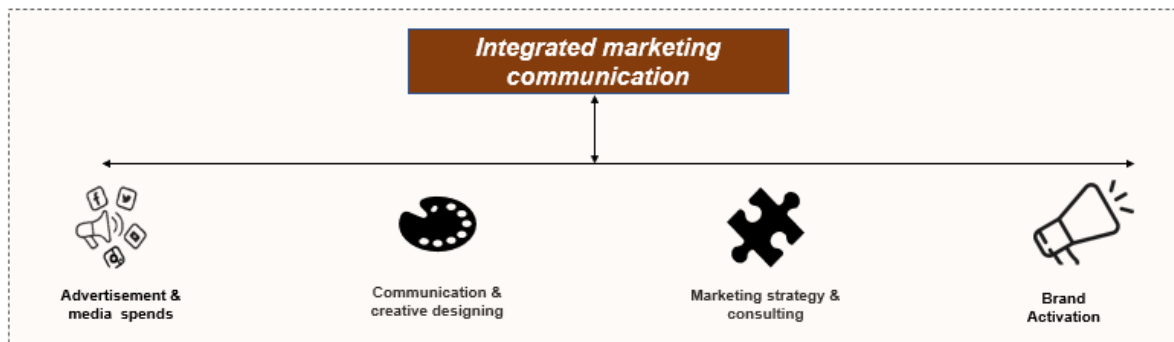 Integrated marketing
communication
Advertisement &
media spends
Communication &
creative designing
Marketing strategy &
consulting
Brand
Activation